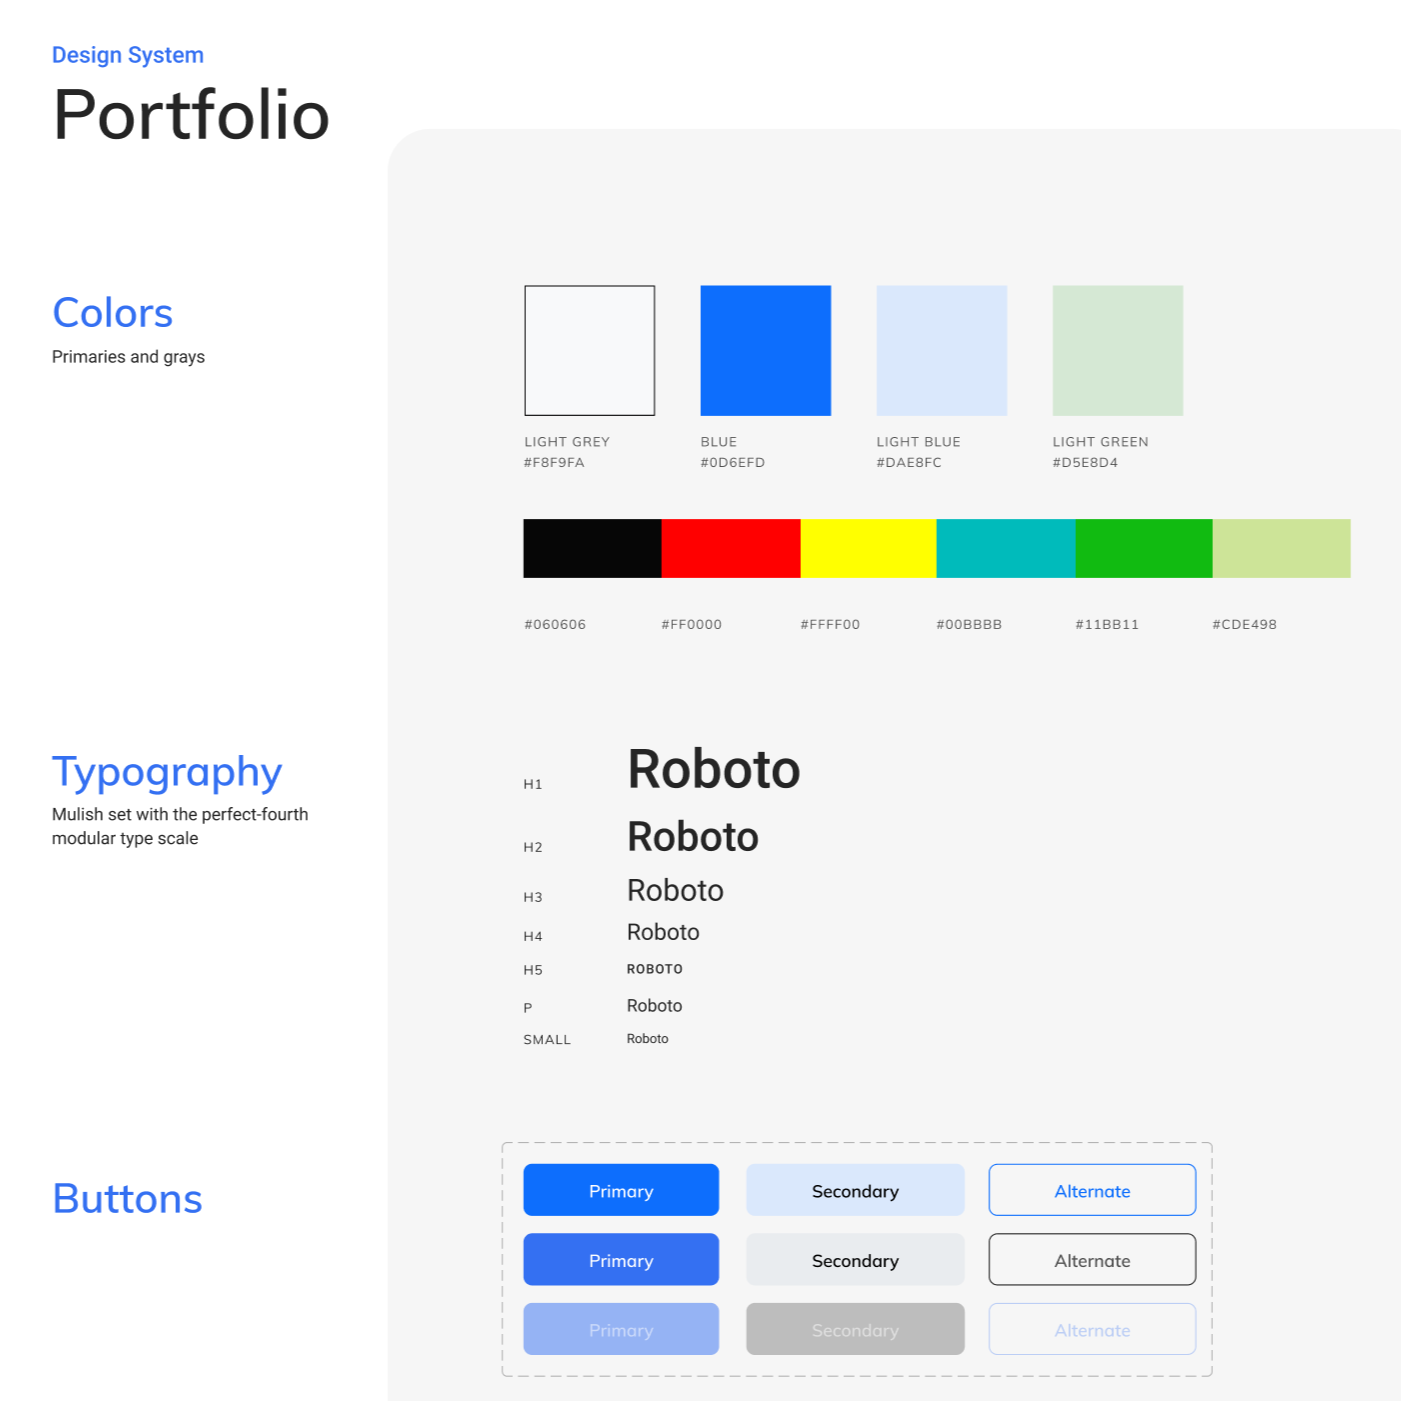 Design System
Portfolio
Colors
Primaries and grays
LIGHT GREY
#F8F9FA
BLUE
#0D6EFD
LIGHT BLUE
#DAE8FC
LIGHT GREEN
#D5E8D4
#060606
#FF0000
#FFFF00
#00BBBB
#11BB11
#CDE498
Typography
Mulish set with the perfect-fourth
modular type scale
H1 Roboto
H2 Roboto
H3 Roboto
H4 Roboto
H5 ROBOTO
P Roboto
SMALL Roboto
Buttons
Primary Secondary Alternate
Primary Secondary Alternate
Primary Secondary Alternate